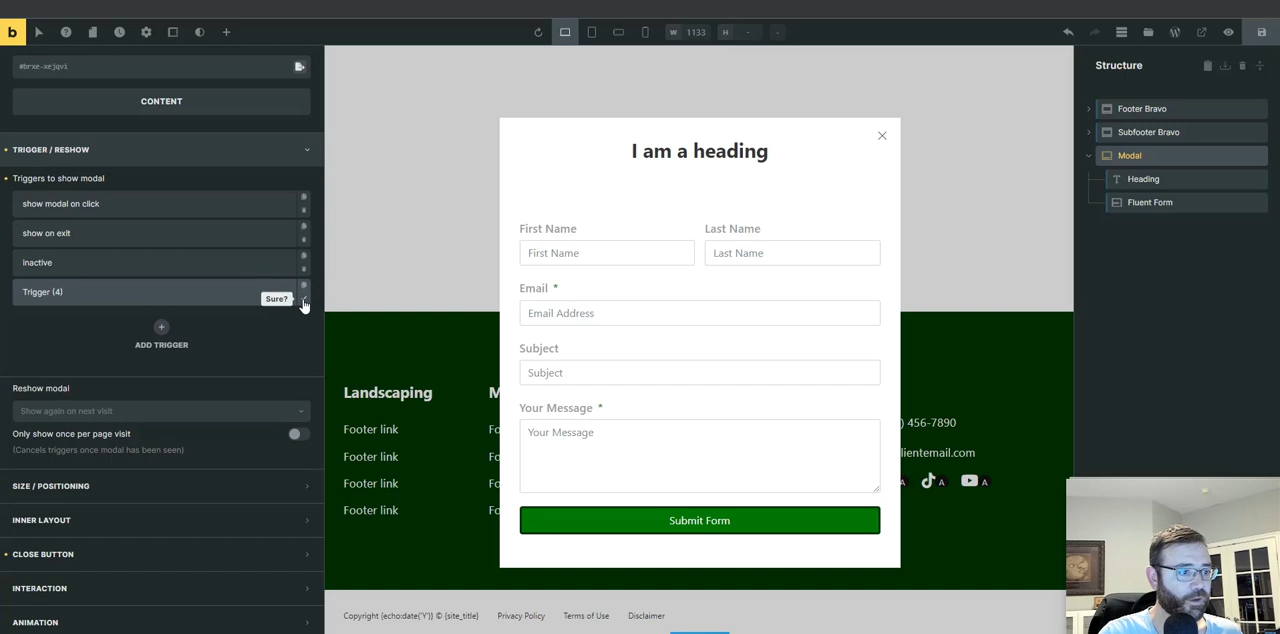 b
W 1133 H - -
#brxe-xejqvi
CONTENT
TRIGGER / RESHOW
Triggers to show modal
show modal on click
show on exit
inactive
Trigger (4)
Sure?
ADD TRIGGER
Reshow modal
Show again on next visit
Only show once per page visit
(Cancels triggers once modal has been seen)
SIZE / POSITIONING
INNER LAYOUT
CLOSE BUTTON
INTERACTION
ANIMATION
I am a heading
First Name
Last Name
First Name
Last Name
Email *
Email Address
Subject
Subject
Your Message *
Your Message
Submit Form
Landscaping
Footer link
Footer link
Footer link
Footer link
M
Fo
Fo
Fo
Fo
) 456-7890
lientemail.com
A A A
Copyright {echo:date('Y')} © {site_title} Privacy Policy Terms of Use Disclaimer
Structure
Footer Bravo
Subfooter Bravo
Modal
Heading
Fluent Form